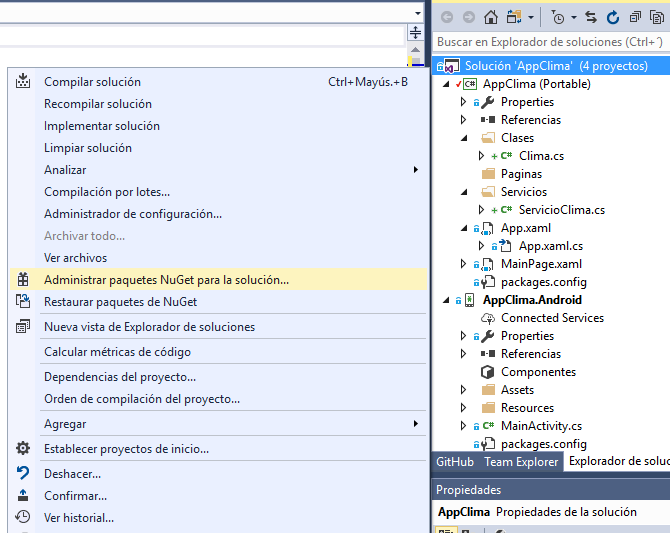 Compilar solución Ctrl+Mayús.+B
Recompilar solución
Implementar solución
Limpiar solución
Analizar
Compilación por lotes...
Administrador de configuración...
Archivar todo...
Ver archivos
Administrar paquetes NuGet para la solución...
Restaurar paquetes de NuGet
Nueva vista de Explorador de soluciones
Calcular métricas de código
Dependencias del proyecto...
Orden de compilación del proyecto...
Agregar
Establecer proyectos de inicio...
Deshacer...
Confirmar...
Ver historial...
Buscar en Explorador de soluciones (Ctrl+´)
Solución 'AppClima' (4 proyectos)
C# AppClima (Portable)
Properties
Referencias
Clases
C# Clima.cs
Paginas
Servicios
C# ServicioClima.cs
App.xaml
App.xaml.cs
MainPage.xaml
packages.config
AppClima.Android
Connected Services
Properties
Referencias
Componentes
Assets
Resources
C# MainActivity.cs
packages.config
GitHub Team Explorer Explorador de soluc
Propiedades
AppClima Propiedades de la solución